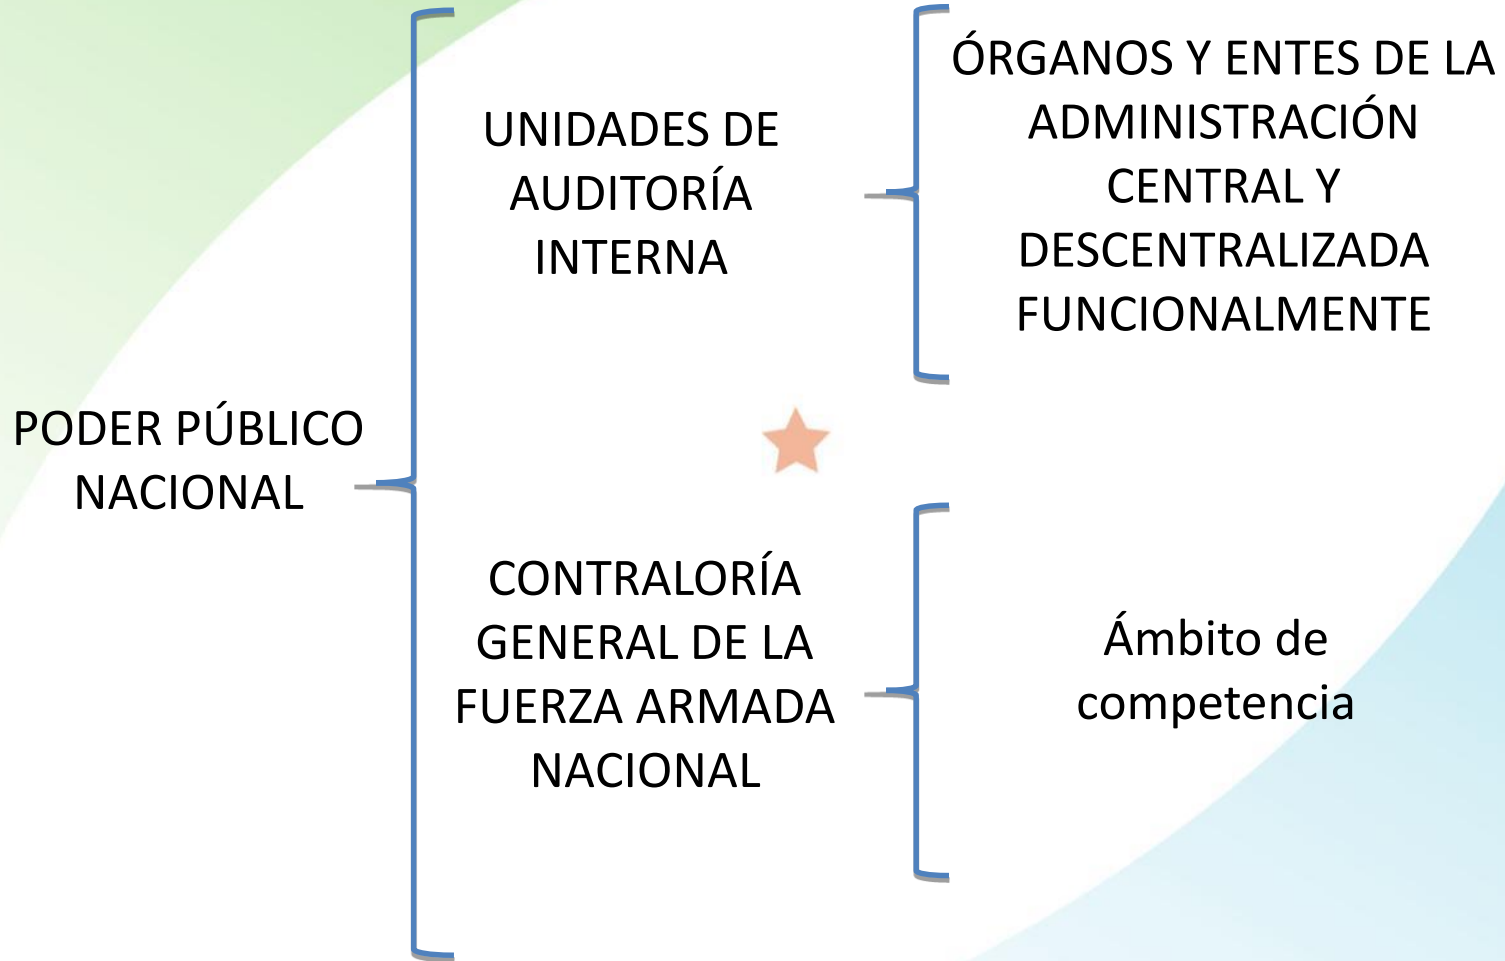 PODER PÚBLICO
NACIONAL
UNIDADES DE
AUDITORÍA
INTERNA
ÓRGANOS Y ENTES DE LA
ADMINISTRACIÓN
CENTRAL Y
DESCENTRALIZADA
FUNCIONALMENTE
CONTRALORÍA
GENERAL DE LA
FUERZA ARMADA
NACIONAL
Ámbito de
competencia